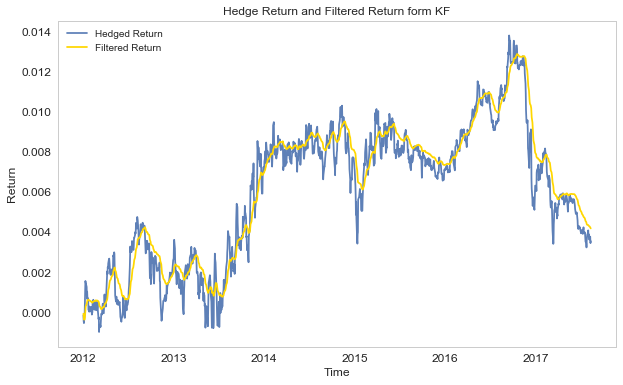 Hedge Return and Filtered Return form KF
Hedged Return
Filtered Return
0.014
0.012
0.010
0.008
0.006
0.004
0.002
0.000
Return
2012 2013 2014 2015 2016 2017
Time